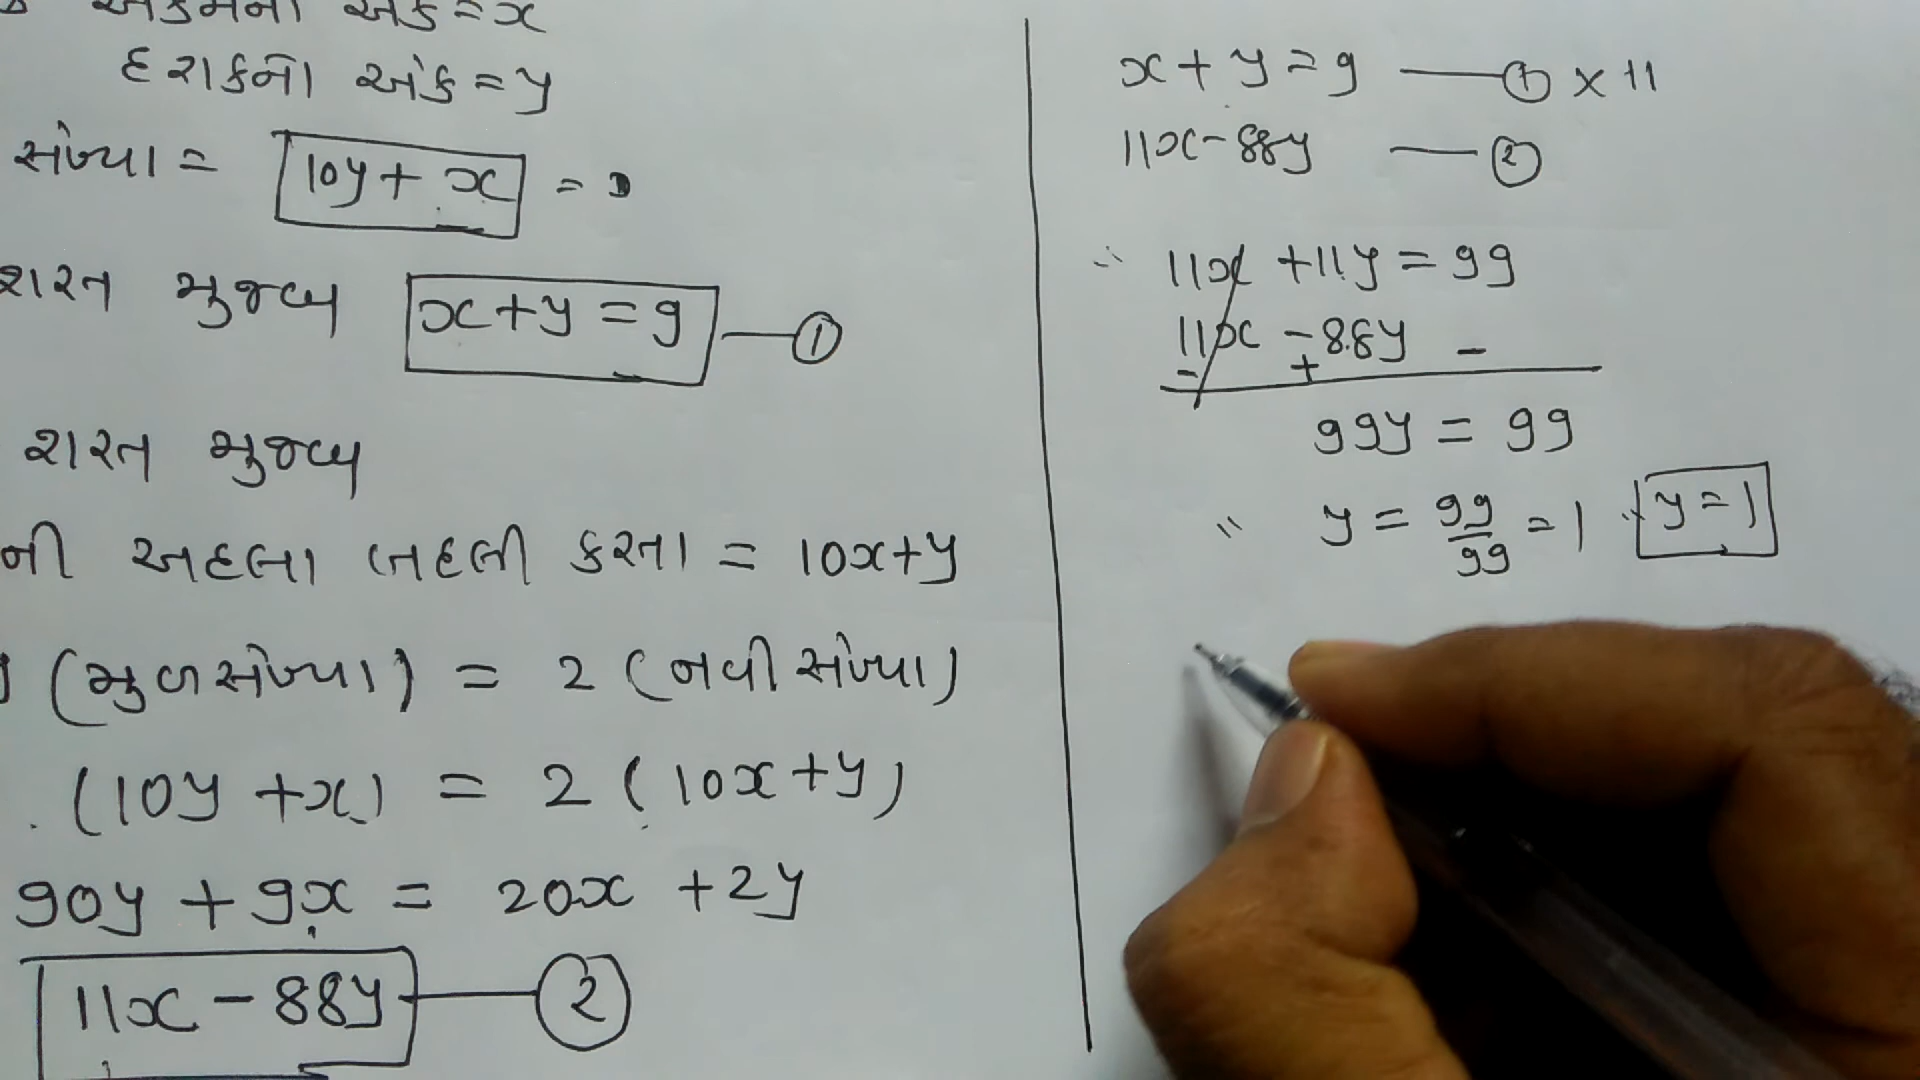 એકમનો અંક = x
દશકનો અંક = y
સંખ્યા = 10y + x =
શરત મુજબ x + y = 9 — ①
શરત મુજબ
ની અદલા બદલી કરતા = 10x + y
(મુળ સંખ્યા) = 2 (નવી સંખ્યા)
(10y + x) = 2 (10x + y)
90y + 9x = 20x + 2y
11x - 88y — ②
x + y = 9 — ① × 11
11x - 88y — ②
∴ 11x + 11y = 99
11x - 88y -
- +
99y = 99
∴ y = 99/99 = 1 ∴ y = 1